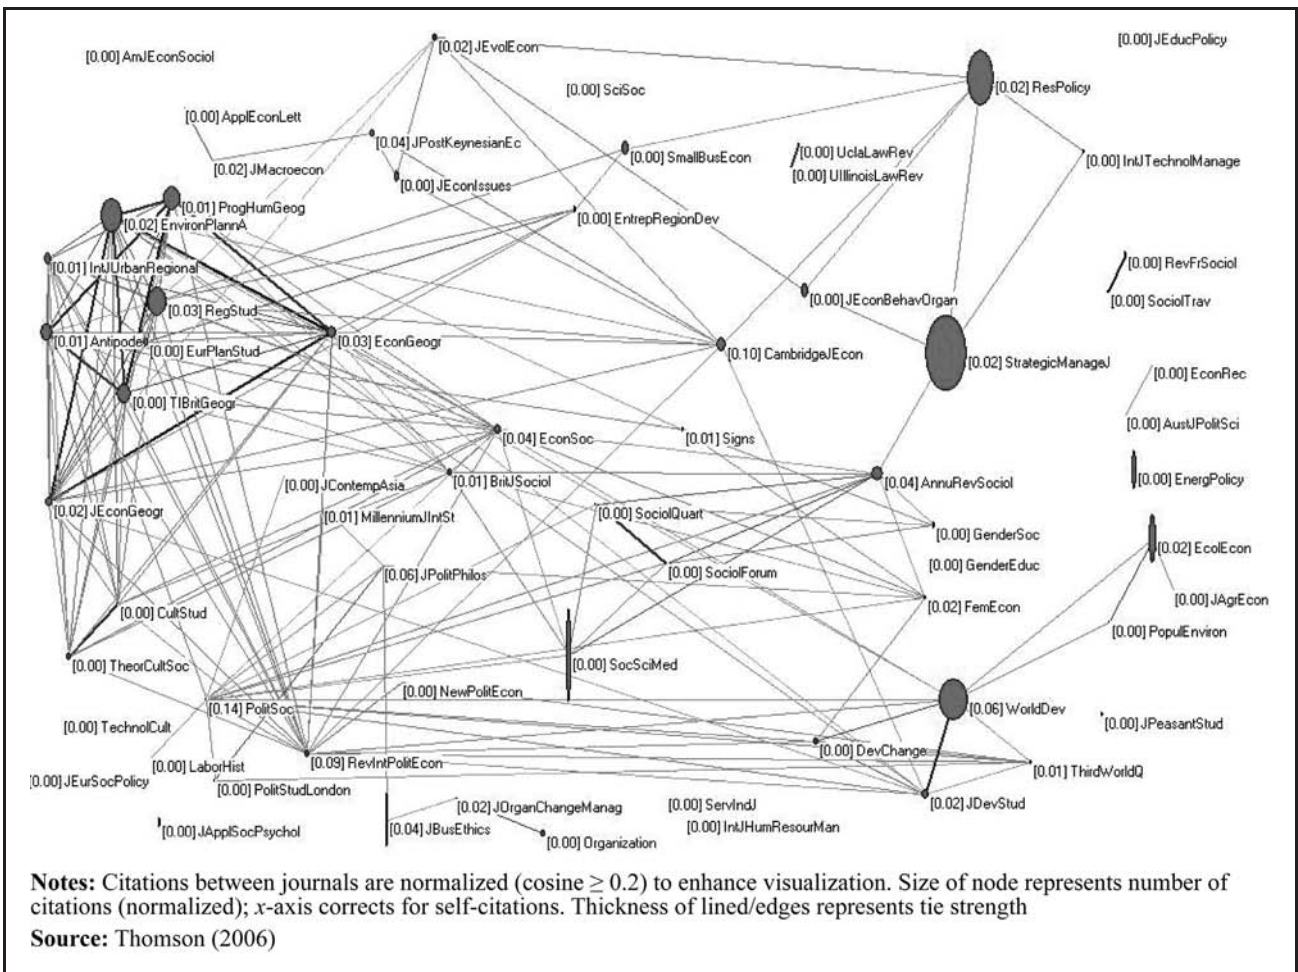 [0.02] JEvolEcon
[0.00] JEducPolicy
[0.00] AmJEconSociol
[0.00] SciSoc
[0.02] ResPolicy
[0.00] ApplEconLett
[0.04] JPostKeynesianEc
[0.00] UclaLawRev
[0.00] SmallBusEcon
[0.00] IntJTechnolManage
[0.02] JMacroecon
[0.00] UIllinoisLawRev
[0.00] JEconIssues
[0.01] ProgHumGeog
[0.00] EntrepRegionDev
[0.02] EnvironPlannA
[0.01] IntJUrbanRegional
[0.00] RevFrSociol
[0.00] JEconBehavOrgan
[0.00] SociolTrav
[0.03] RegStud
[0.01] Antipode
[0.03] EconGeogr
[0.00] EurPlanStud
[0.10] CambridgeJEcon
[0.02] StrategicManageJ
[0.00] EconRec
[0.00] TIBritGeogr
[0.00] AustJPolitSci
[0.04] EconSoc
[0.01] Signs
[0.00] EnergPolicy
[0.01] BritJSociol
[0.04] AnnuRevSociol
[0.00] JContempAsia
[0.02] JEconGeogr
[0.01] MillenniumJIntSt
[0.00] SociolQuart
[0.00] GenderSoc
[0.02] EcolEcon
[0.00] GenderEduc
[0.06] JPolitPhilos
[0.00] SociolForum
[0.00] JAgrEcon
[0.02] FemEcon
[0.00] CultStud
[0.00] PopulEnviron
[0.00] TheorCultSoc
[0.00] SocSciMed
[0.00] NewPolitEcon
[0.14] PolitSoc
[0.06] WorldDev
[0.00] TechnolCult
[0.00] JPeasantStud
[0.00] DevChange
[0.09] RevIntPolitEcon
[0.00] LaborHist
[0.01] ThirdWorldQ
[0.00] JEurSocPolicy
[0.00] PolitStudLondon
[0.02] JOrganChangeManag
[0.00] ServIndJ
[0.02] JDevStud
[0.00] JApplSocPsychol
[0.04] JBusEthics
[0.00] IntJHumResourMan
[0.00] Organization
Notes: Citations between journals are normalized (cosine ≥ 0.2) to enhance visualization. Size of node represents number of
citations (normalized); x-axis corrects for self-citations. Thickness of lined/edges represents tie strength
Source: Thomson (2006)